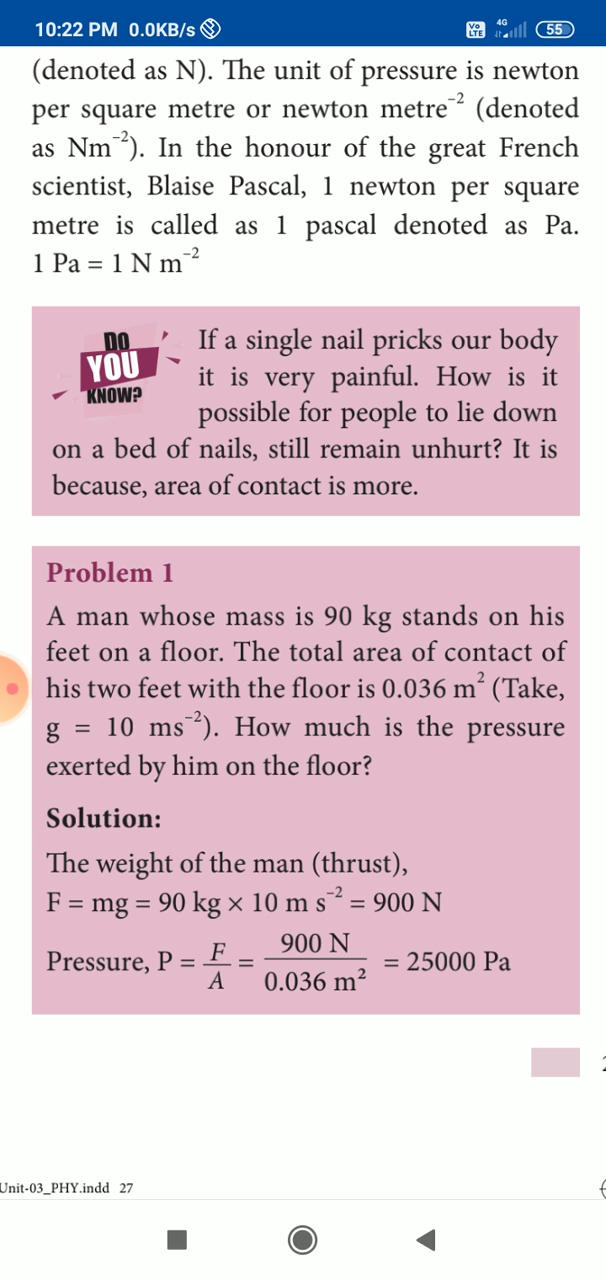 10:22 PM 0.0KB/s
Vo LTE 4G 55
(denoted as N). The unit of pressure is newton
per square metre or newton metre⁻² (denoted
as Nm⁻²). In the honour of the great French
scientist, Blaise Pascal, 1 newton per square
metre is called as 1 pascal denoted as Pa.
1 Pa = 1 N m⁻²
DO
YOU
KNOW?
If a single nail pricks our body
it is very painful. How is it
possible for people to lie down
on a bed of nails, still remain unhurt? It is
because, area of contact is more.
Problem 1
A man whose mass is 90 kg stands on his
feet on a floor. The total area of contact of
his two feet with the floor is 0.036 m² (Take,
g = 10 ms⁻²). How much is the pressure
exerted by him on the floor?
Solution:
The weight of the man (thrust),
F = mg = 90 kg × 10 m s⁻² = 900 N
Pressure, P = F/A = 900 N/0.036 m² = 25000 Pa
Unit-03_PHY.indd 27